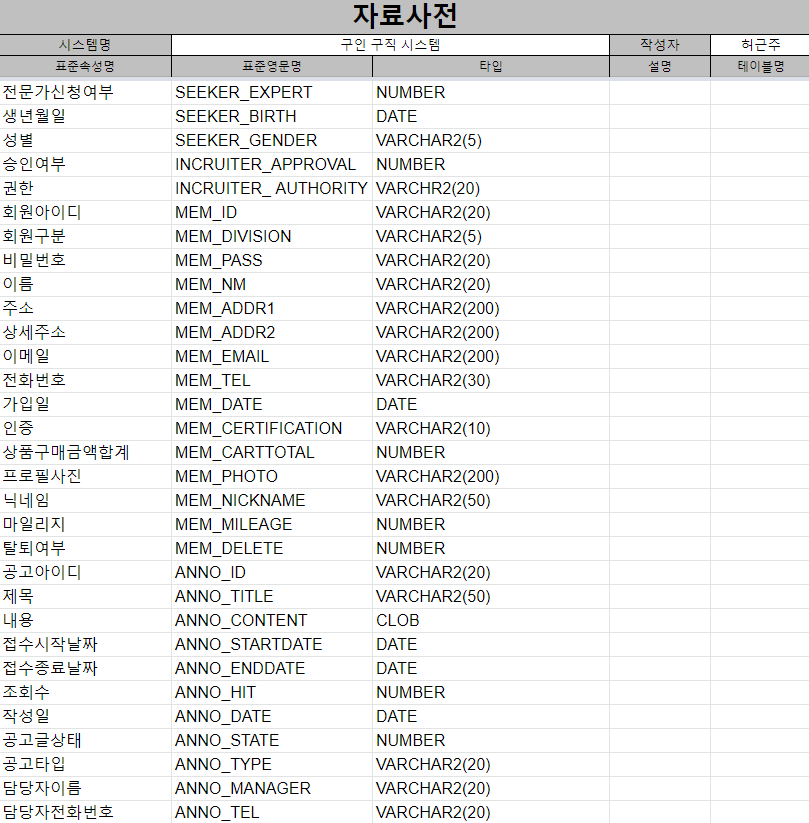 자료사전
시스템명 구인 구직 시스템 작성자 허근주
표준속성명 표준영문명 타입 설명 테이블명
전문가신청여부 SEEKER_EXPERT NUMBER
생년월일 SEEKER_BIRTH DATE
성별 SEEKER_GENDER VARCHAR2(5)
승인여부 INCRUITER_APPROVAL NUMBER
권한 INCRUITER_ AUTHORITY VARCHR2(20)
회원아이디 MEM_ID VARCHAR2(20)
회원구분 MEM_DIVISION VARCHAR2(5)
비밀번호 MEM_PASS VARCHAR2(20)
이름 MEM_NM VARCHAR2(20)
주소 MEM_ADDR1 VARCHAR2(200)
상세주소 MEM_ADDR2 VARCHAR2(200)
이메일 MEM_EMAIL VARCHAR2(200)
전화번호 MEM_TEL VARCHAR2(30)
가입일 MEM_DATE DATE
인증 MEM_CERTIFICATION VARCHAR2(10)
상품구매금액합계 MEM_CARTTOTAL NUMBER
프로필사진 MEM_PHOTO VARCHAR2(200)
닉네임 MEM_NICKNAME VARCHAR2(50)
마일리지 MEM_MILEAGE NUMBER
탈퇴여부 MEM_DELETE NUMBER
공고아이디 ANNO_ID VARCHAR2(20)
제목 ANNO_TITLE VARCHAR2(50)
내용 ANNO_CONTENT CLOB
접수시작날짜 ANNO_STARTDATE DATE
접수종료날짜 ANNO_ENDDATE DATE
조회수 ANNO_HIT NUMBER
작성일 ANNO_DATE DATE
공고글상태 ANNO_STATE NUMBER
공고타입 ANNO_TYPE VARCHAR2(20)
담당자이름 ANNO_MANAGER VARCHAR2(20)
담당자전화번호 ANNO_TEL VARCHAR2(20)